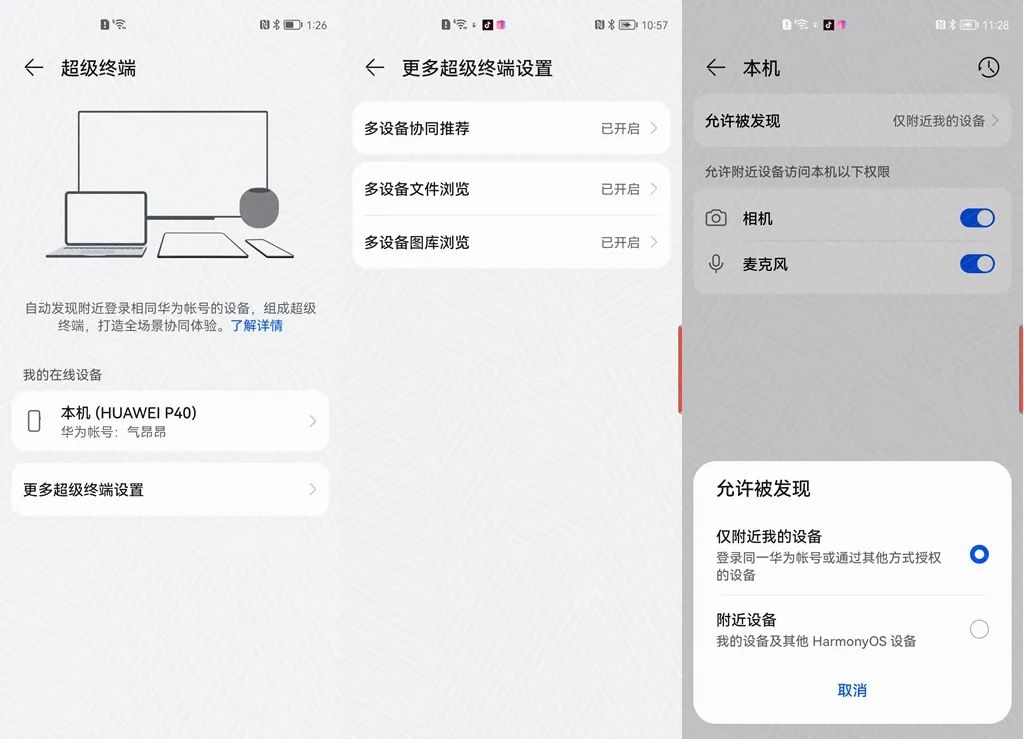 1:26
超级终端
自动发现附近登录相同华为帐号的设备，组成超级
终端，打造全场景协同体验。了解详情
我的在线设备
本机 (HUAWEI P40)
华为帐号：气昂昂
更多超级终端设置
10:57
更多超级终端设置
多设备协同推荐 已开启
多设备文件浏览 已开启
多设备图库浏览 已开启
11:28
本机
允许被发现 仅附近我的设备
允许附近设备访问本机以下权限
相机
麦克风
允许被发现
仅附近我的设备
登录同一华为帐号或通过其他方式授权
的设备
附近设备
我的设备及其他 HarmonyOS 设备
取消